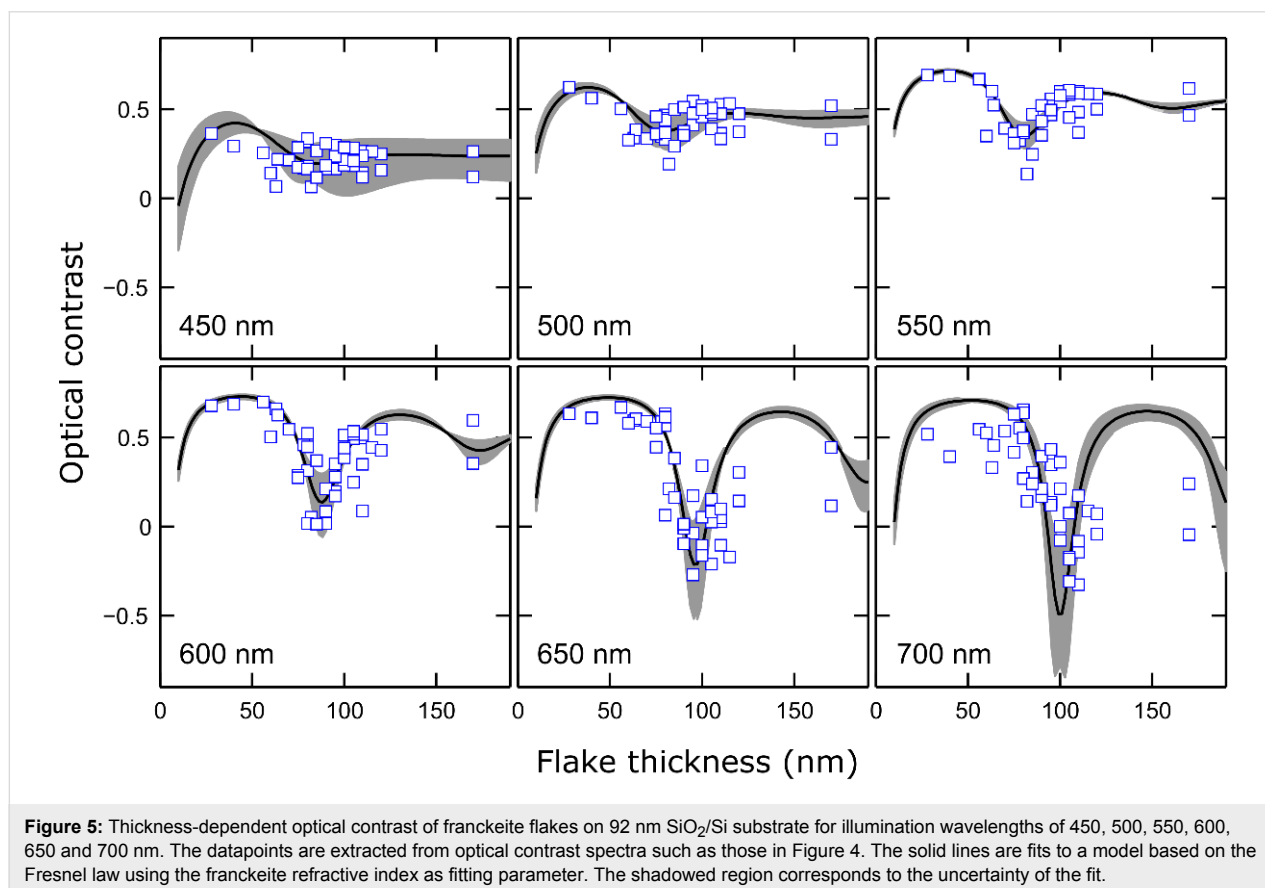 Optical contrast
0.5
0
−0.5
450 nm
500 nm
550 nm
0.5
0
−0.5
600 nm
650 nm
700 nm
0 50 100 150 0 50 100 150 0 50 100 150
Flake thickness (nm)
Figure 5: Thickness-dependent optical contrast of franckeite flakes on 92 nm SiO₂/Si substrate for illumination wavelengths of 450, 500, 550, 600,
650 and 700 nm. The datapoints are extracted from optical contrast spectra such as those in Figure 4. The solid lines are fits to a model based on the
Fresnel law using the franckeite refractive index as fitting parameter. The shadowed region corresponds to the uncertainty of the fit.